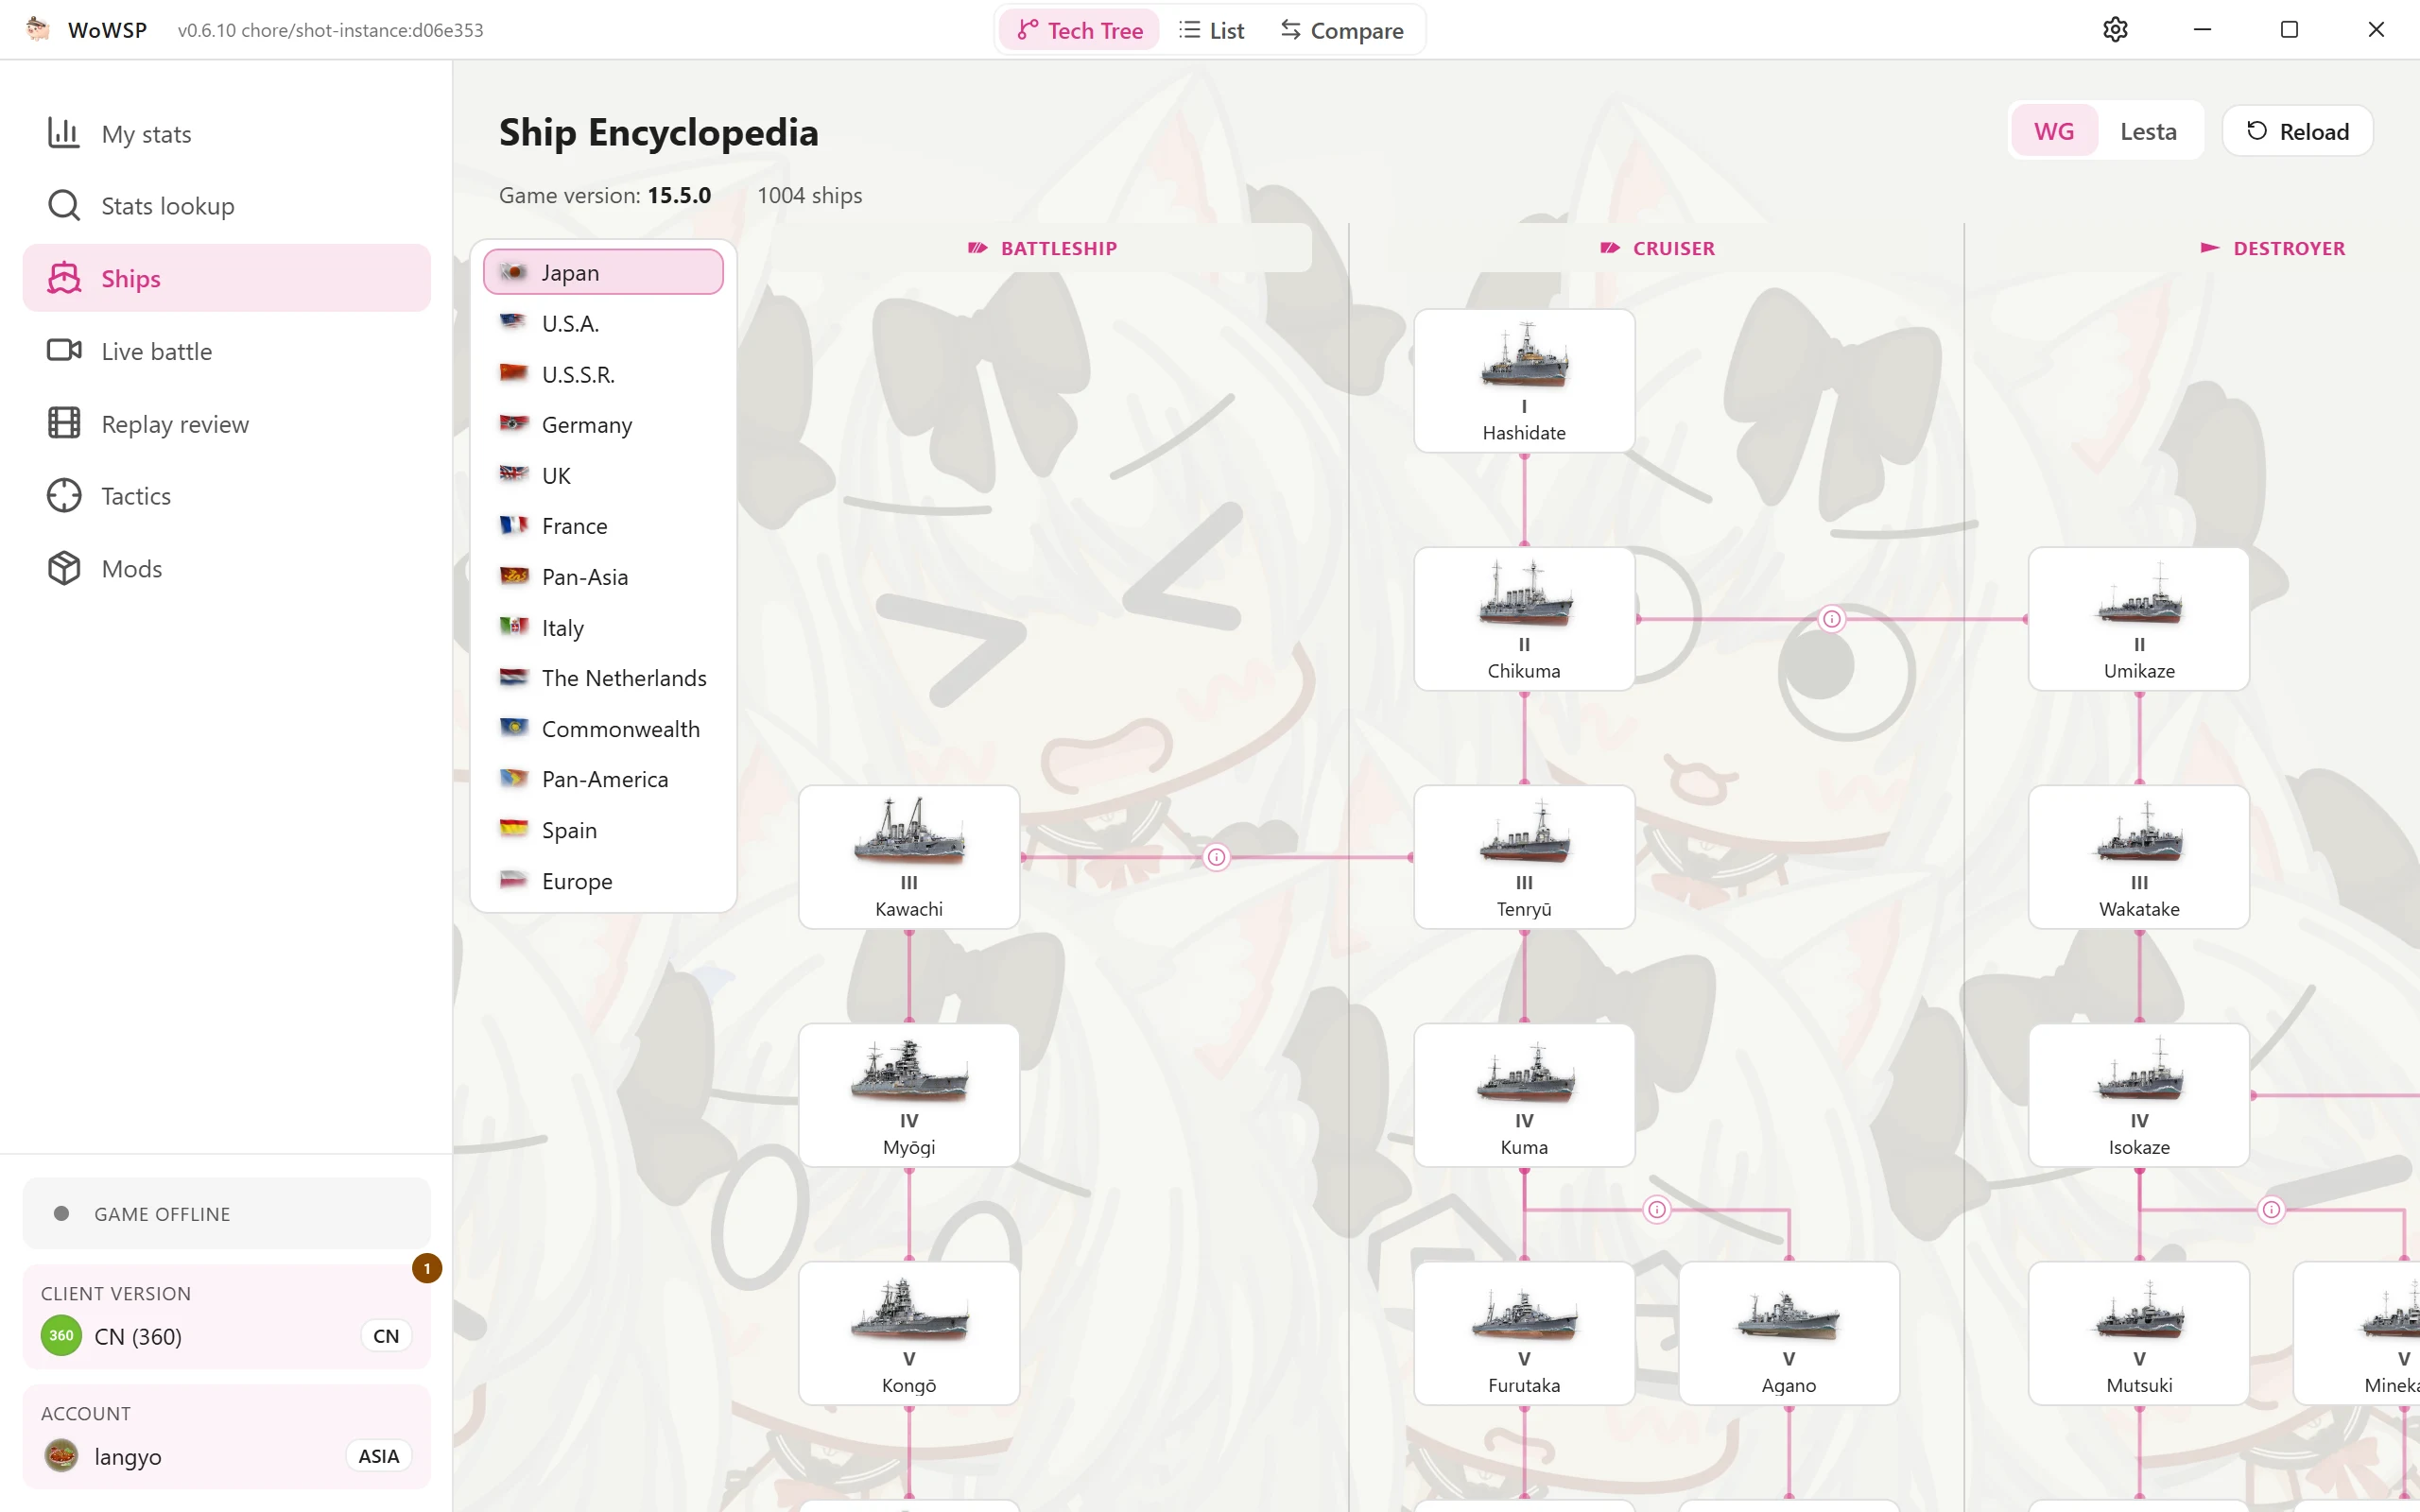 WoWSP v0.6.10 chore/shot-instance:d06e353
Tech Tree
List
Compare
My stats
Stats lookup
Ships
Live battle
Replay review
Tactics
Mods
GAME OFFLINE
1
CLIENT VERSION
360 CN (360) CN
ACCOUNT
langyo ASIA
Ship Encyclopedia
WG
Lesta
Reload
Game version: 15.5.0 1004 ships
Japan
U.S.A.
U.S.S.R.
Germany
UK
France
Pan-Asia
Italy
The Netherlands
Commonwealth
Pan-America
Spain
Europe
BATTLESHIP
III
Kawachi
IV
Myōgi
V
Kongō
CRUISER
I
Hashidate
II
Chikuma
III
Tenryū
IV
Kuma
V
Furutaka
V
Agano
DESTROYER
II
Umikaze
III
Wakatake
IV
Isokaze
V
Mutsuki
V